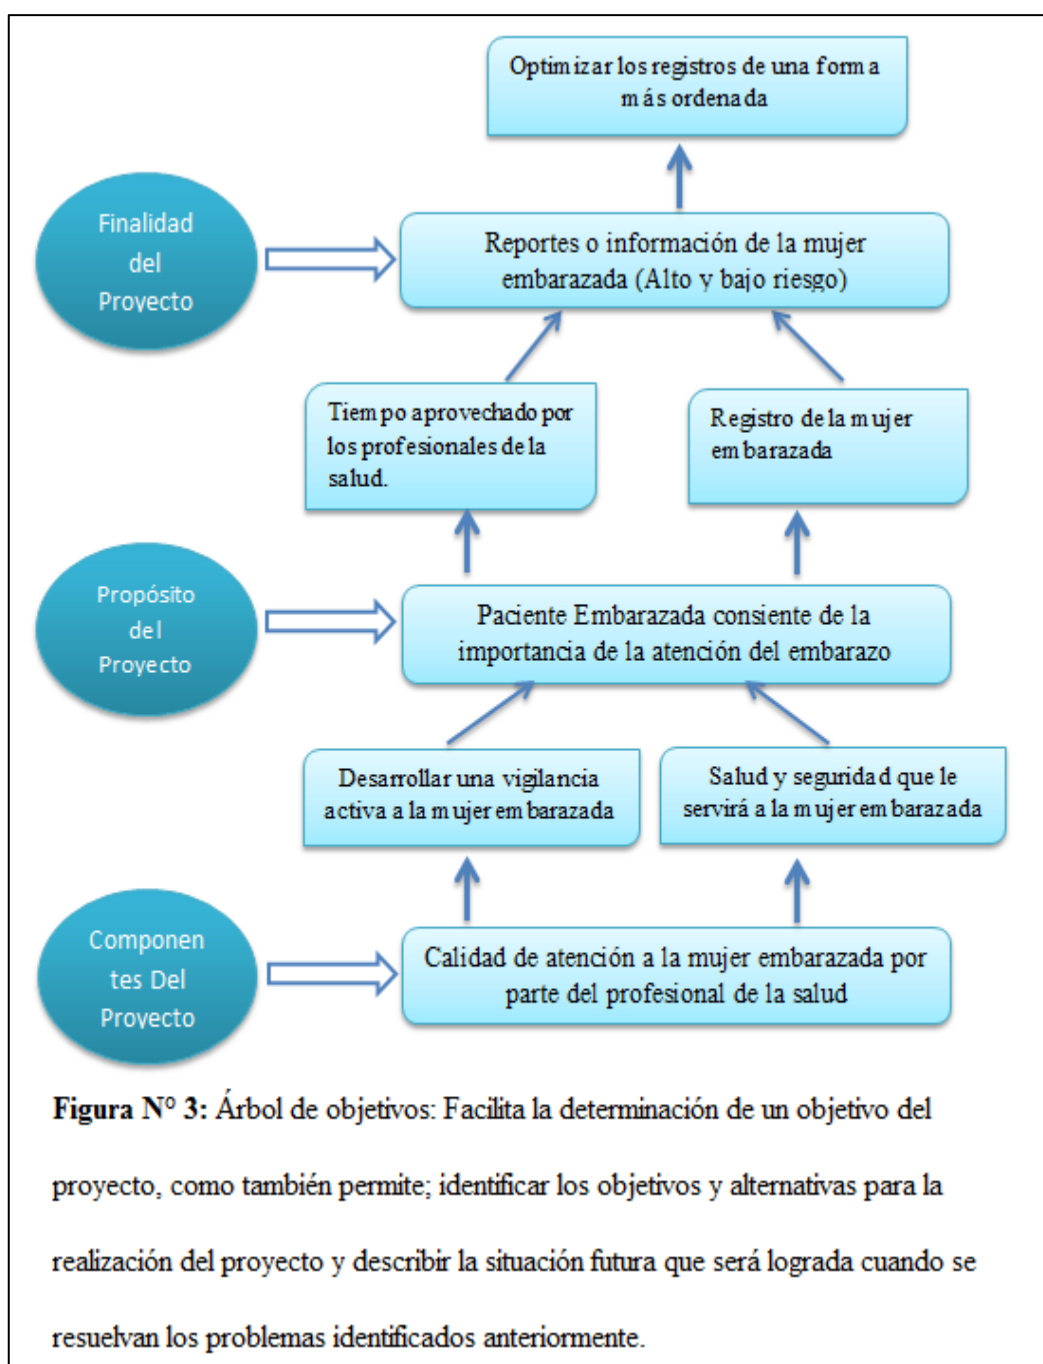 Optimizar los registros de una forma
más ordenada
Finalidad
del
Proyecto
Reportes o información de la mujer
embarazada (Alto y bajo riesgo)
Tiempo aprovechado por
los profesionales de la
salud.
Registro de la mujer
embarazada
Propósito
del
Proyecto
Paciente Embarazada consiente de la
importancia de la atención del embarazo
Desarrollar una vigilancia
activa a la mujer embarazada
Salud y seguridad que le
servirá a la mujer embarazada
Componen
tes Del
Proyecto
Calidad de atención a la mujer embarazada por
parte del profesional de la salud
Figura N° 3: Árbol de objetivos: Facilita la determinación de un objetivo del
proyecto, como también permite; identificar los objetivos y alternativas para la
realización del proyecto y describir la situación futura que será lograda cuando se
resuelvan los problemas identificados anteriormente.